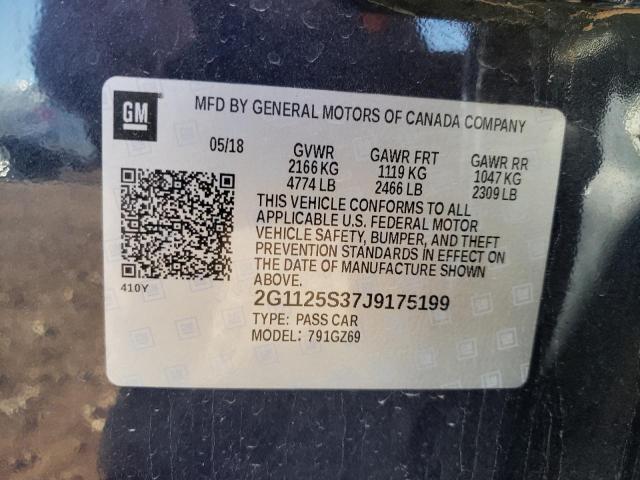 GM
MFD BY GENERAL MOTORS OF CANADA COMPANY
05/18 GVWR GAWR FRT GAWR RR
2166 KG 1119 KG 1047 KG
4774 LB 2466 LB 2309 LB
THIS VEHICLE CONFORMS TO ALL
APPLICABLE U.S. FEDERAL MOTOR
VEHICLE SAFETY, BUMPER, AND THEFT
PREVENTION STANDARDS IN EFFECT ON
THE DATE OF MANUFACTURE SHOWN
ABOVE.
410Y
2G1125S37J9175199
TYPE: PASS CAR
MODEL: 791GZ69